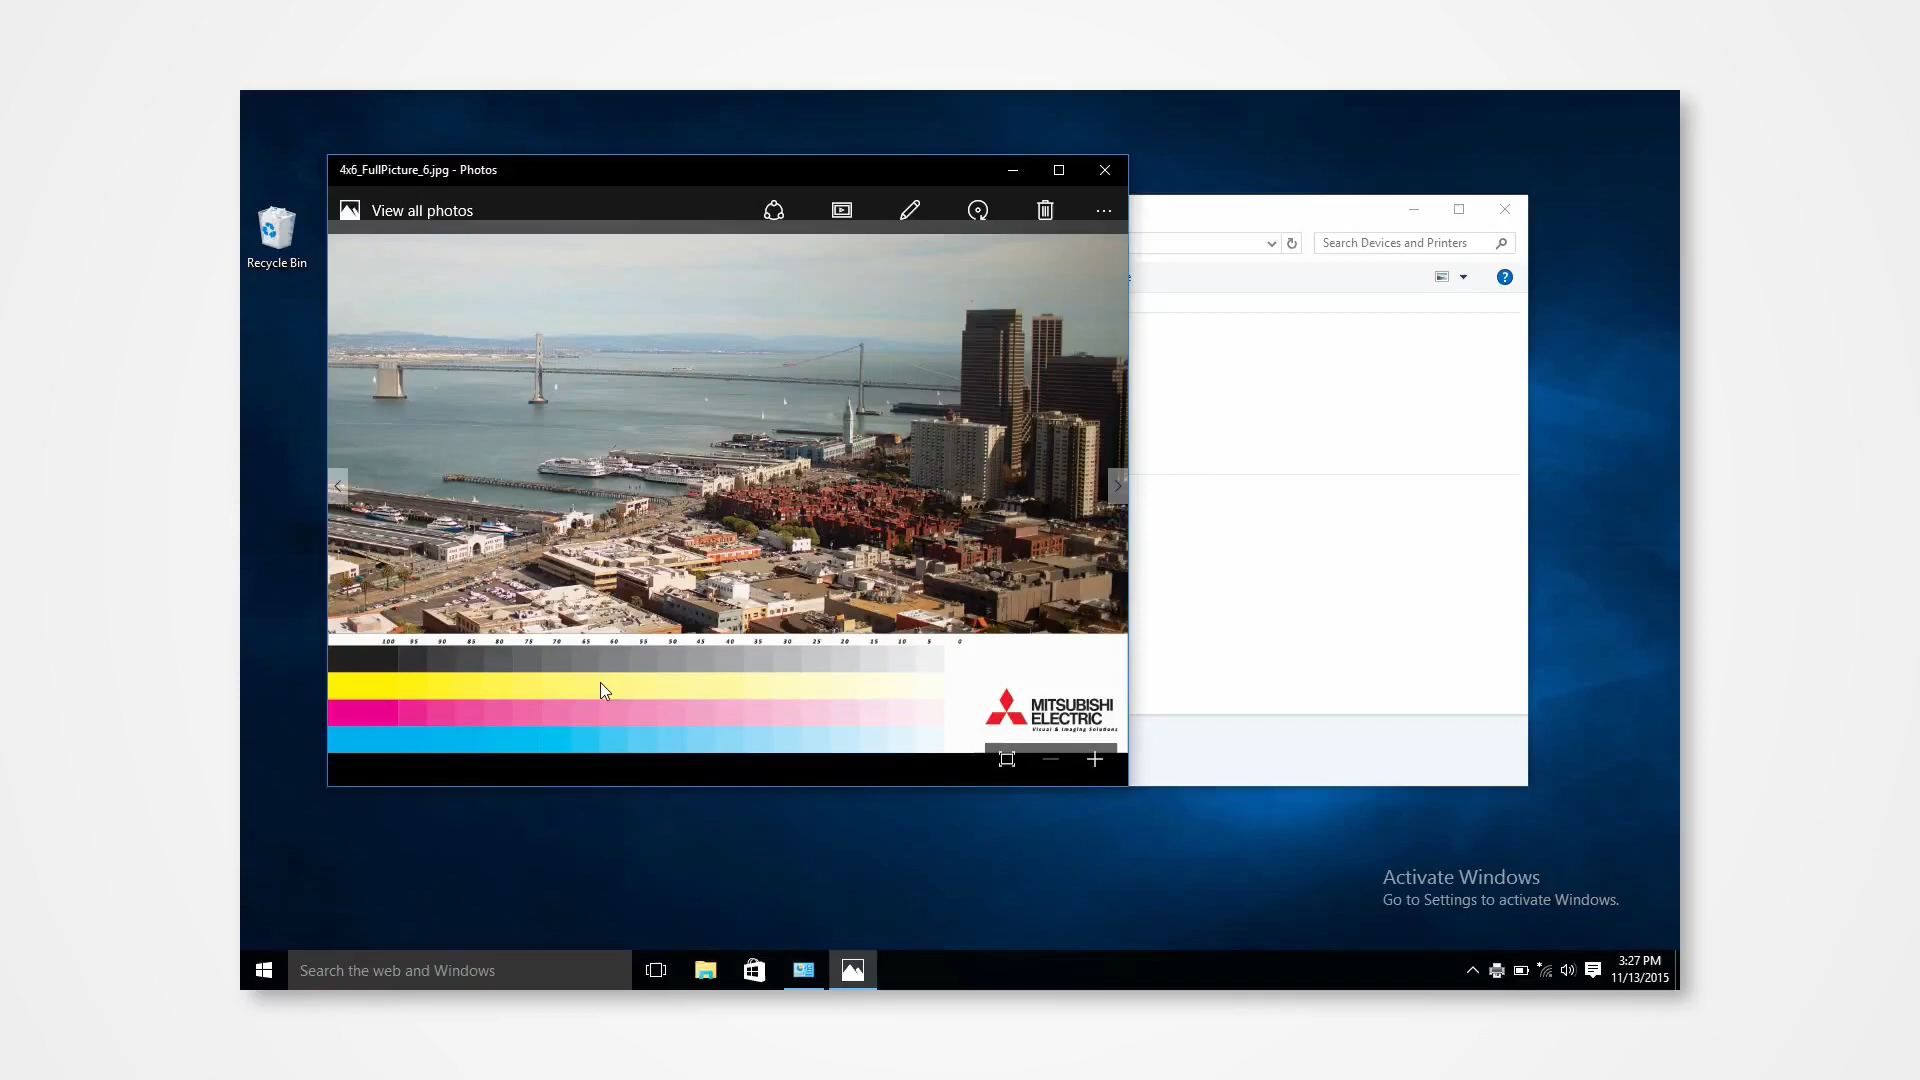 4x6_FullPicture_6.jpg - Photos
View all photos
Recycle Bin
Search Devices and Printers
100 95 90 85 80 75 70 65 60 55 50 45 40 35 30 25 20 15 10 5 0
MITSUBISHI
ELECTRIC
Visual & Imaging Solutions
Activate Windows
Go to Settings to activate Windows.
Search the web and Windows
3:27 PM
11/13/2015